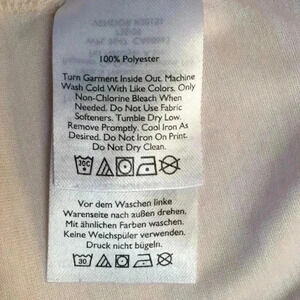 100% Polyester
Turn Garment Inside Out. Machine
Wash Cold With Like Colors. Only
Non-Chlorine Bleach When
Needed. Do Not Use Fabric
Softeners. Tumble Dry Low.
Remove Promptly. Cool Iron As
Desired. Do Not Iron On Print.
Do Not Dry Clean.
30C
Vor dem Waschen linke
Warenseite nach außen drehen.
Mit ähnlichen Farben waschen.
Keine Weichspüler verwenden.
Druck nicht bügeln.
30